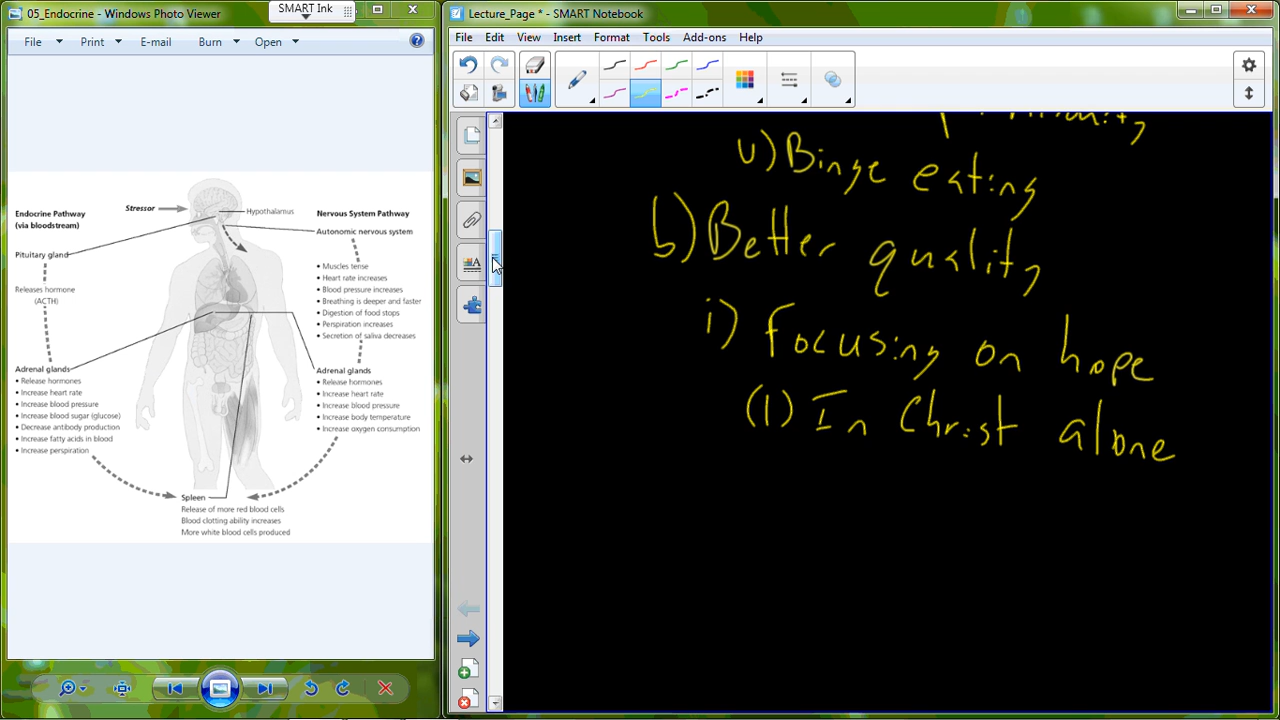 05_Endocrine - Windows Photo Viewer
SMART Ink
File Print E-mail Burn Open
Stressor
Hypothalamus
Endocrine Pathway
(via bloodstream)
Pituitary gland
Releases hormone
(ACTH)
Adrenal glands
• Release hormones
• Increase heart rate
• Increase blood pressure
• Increase blood sugar (glucose)
• Decrease antibody production
• Increase fatty acids in blood
• Increase perspiration
Nervous System Pathway
Autonomic nervous system
• Muscles tense
• Heart rate increases
• Blood pressure increases
• Breathing is deeper and faster
• Digestion of food stops
• Perspiration increases
• Secretion of saliva decreases
Adrenal glands
• Release hormones
• Increase heart rate
• Increase blood pressure
• Increase body temperature
• Increase oxygen consumption
Spleen
Release of more red blood cells
Blood clotting ability increases
More white blood cells produced
Lecture_Page * - SMART Notebook
File Edit View Insert Format Tools Add-ons Help
v) Binge eating
b) Better quality
i) Focusing on hope
(1) In Christ alone